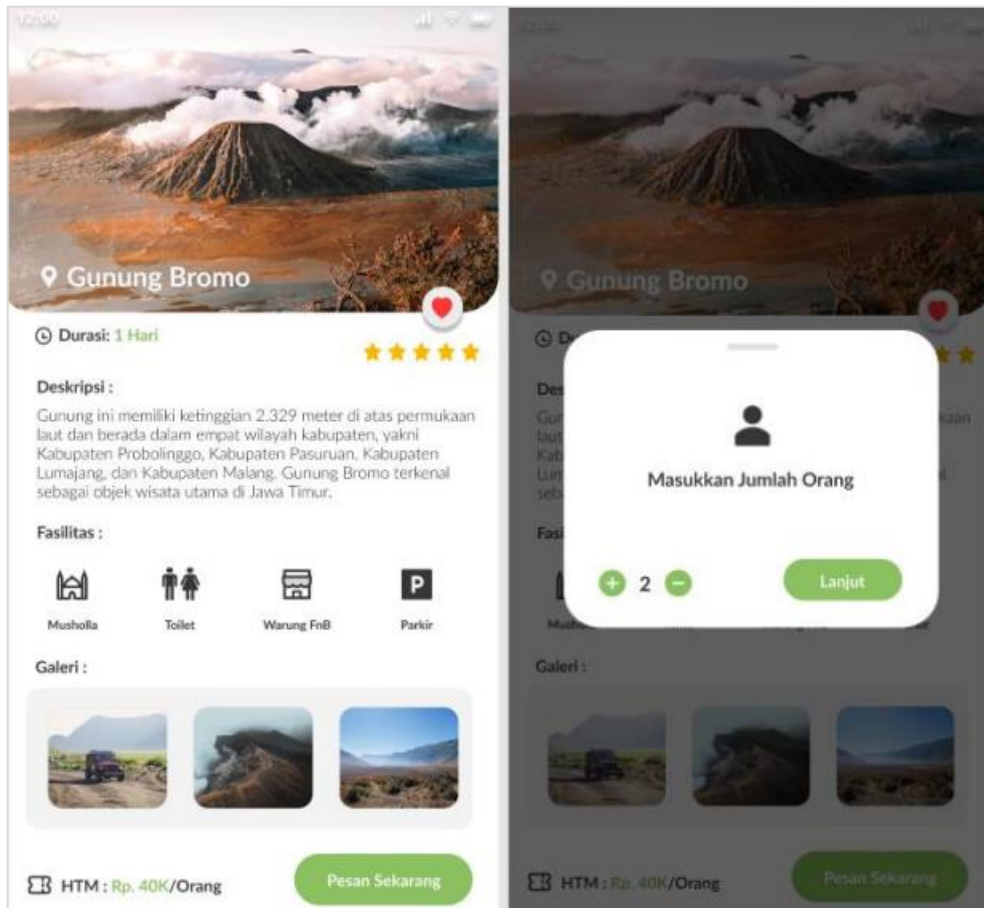 12:00
Gunung Bromo
Durasi: 1 Hari
Deskripsi :
Gunung ini memiliki ketinggian 2.329 meter di atas permukaan
laut dan berada dalam empat wilayah kabupaten, yakni
Kabupaten Probolinggo, Kabupaten Pasuruan, Kabupaten
Lumajang, dan Kabupaten Malang. Gunung Bromo terkenal
sebagai objek wisata utama di Jawa Timur.
Fasilitas :
P
Musholla Toilet Warung FnB Parkir
Galeri :
HTM : Rp. 40K/Orang
Pesan Sekarang
12:00
Gunung Bromo
Masukkan Jumlah Orang
2
Lanjut
Galeri :
HTM : Rp. 40K/Orang
Pesan Sekarang